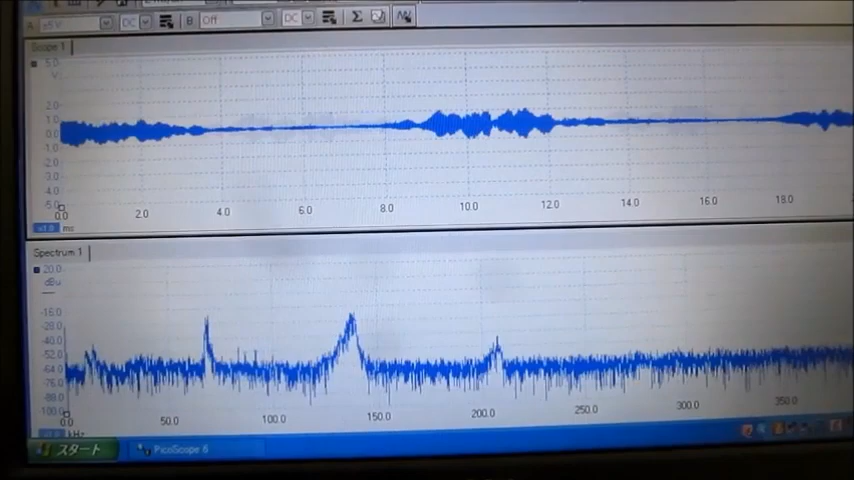 A ±5 V DC B Off DC Σ
Scope 1
5.0
V
2.0
1.0
0.0
-1.0
-2.0
-3.0
-4.0
-5.0
0.0 2.0 4.0 6.0 8.0 10.0 12.0 14.0 16.0 18.0
x1.0 ms
Spectrum 1
20.0
dBu
-16.0
-28.0
-40.0
-52.0
-64.0
-76.0
-88.0
-100.0
0.0 50.0 100.0 150.0 200.0 250.0 300.0 350.0
kHz
スタート PicoScope 6